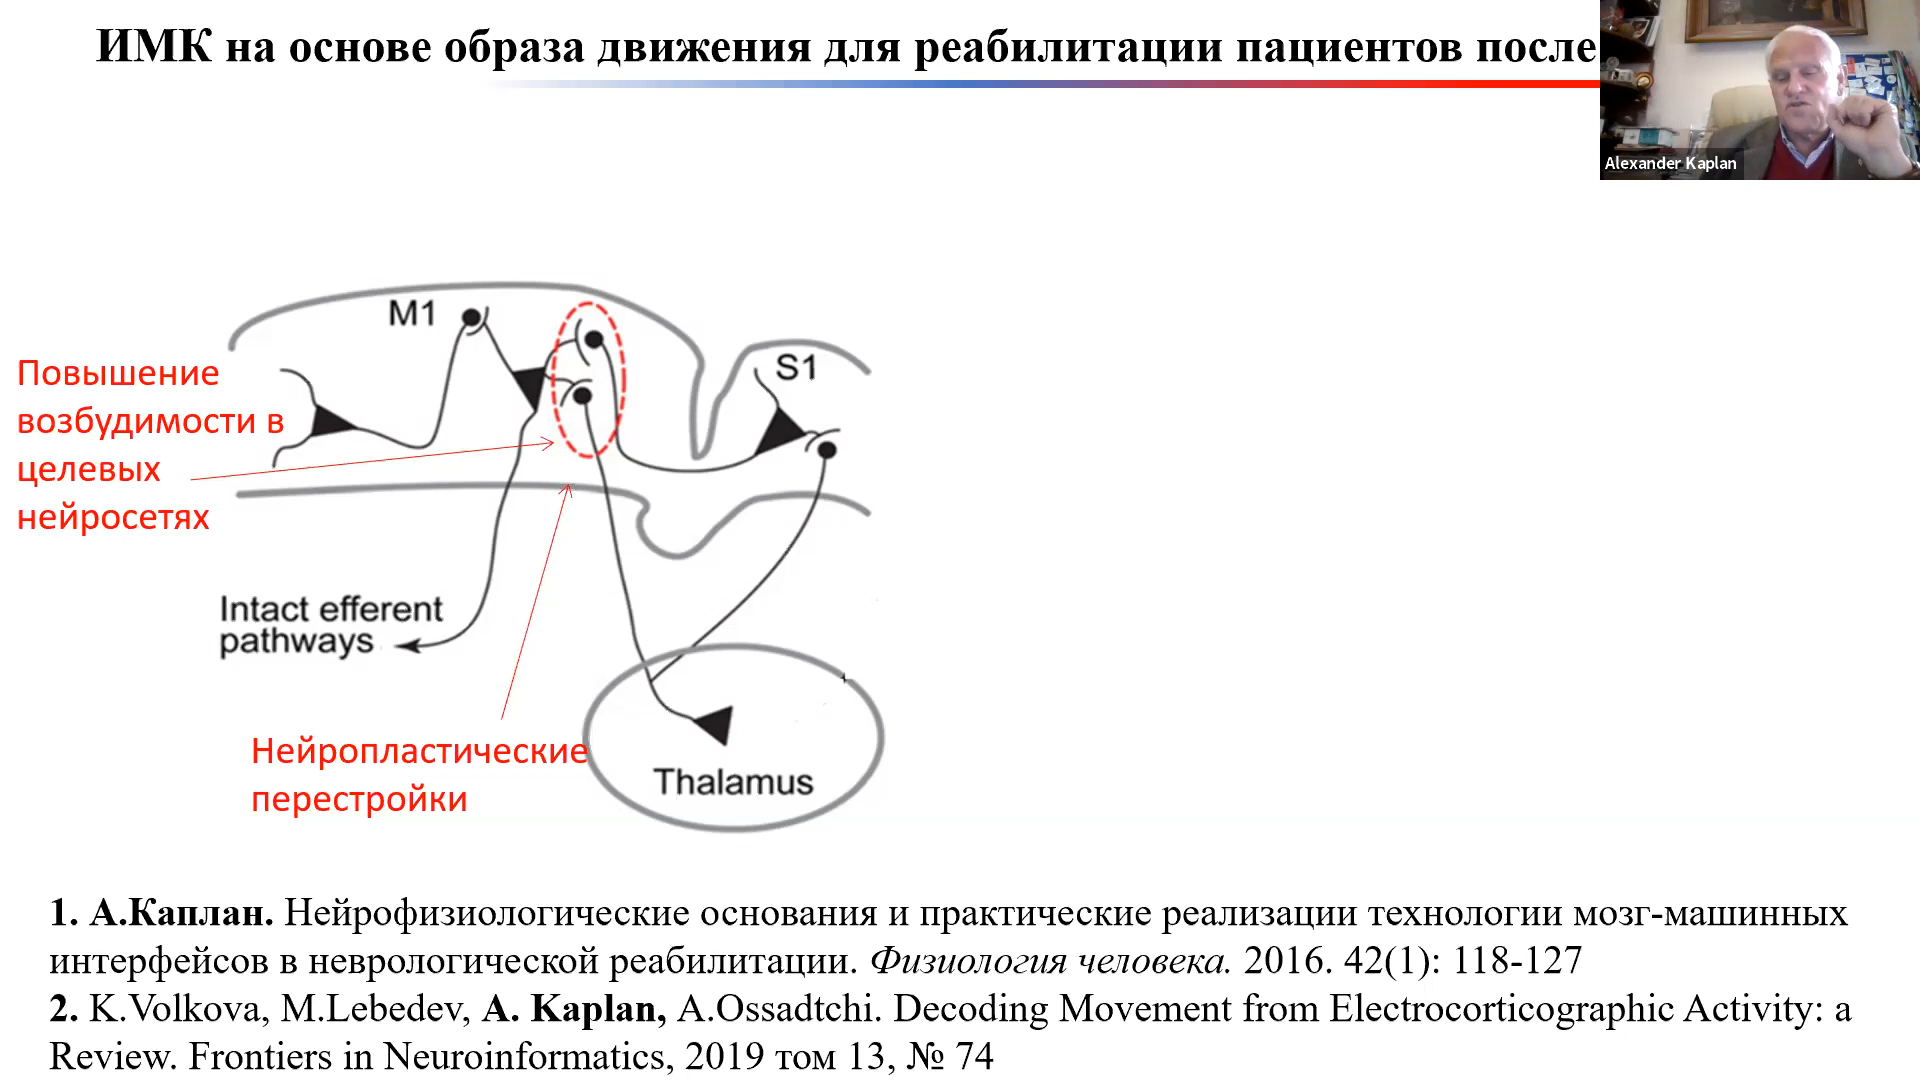 ИМК на основе образа движения для реабилитации пациентов после
Alexander Kaplan
M1
S1
Повышение
возбудимости в
целевых
нейросетях
Intact efferent
pathways
Нейропластические
перестройки
Thalamus
1. А.Каплан. Нейрофизиологические основания и практические реализации технологии мозг-машинных
интерфейсов в неврологической реабилитации. Физиология человека. 2016. 42(1): 118-127
2. K.Volkova, M.Lebedev, A. Kaplan, A.Ossadtchi. Decoding Movement from Electrocorticographic Activity: a
Review. Frontiers in Neuroinformatics, 2019 том 13, № 74